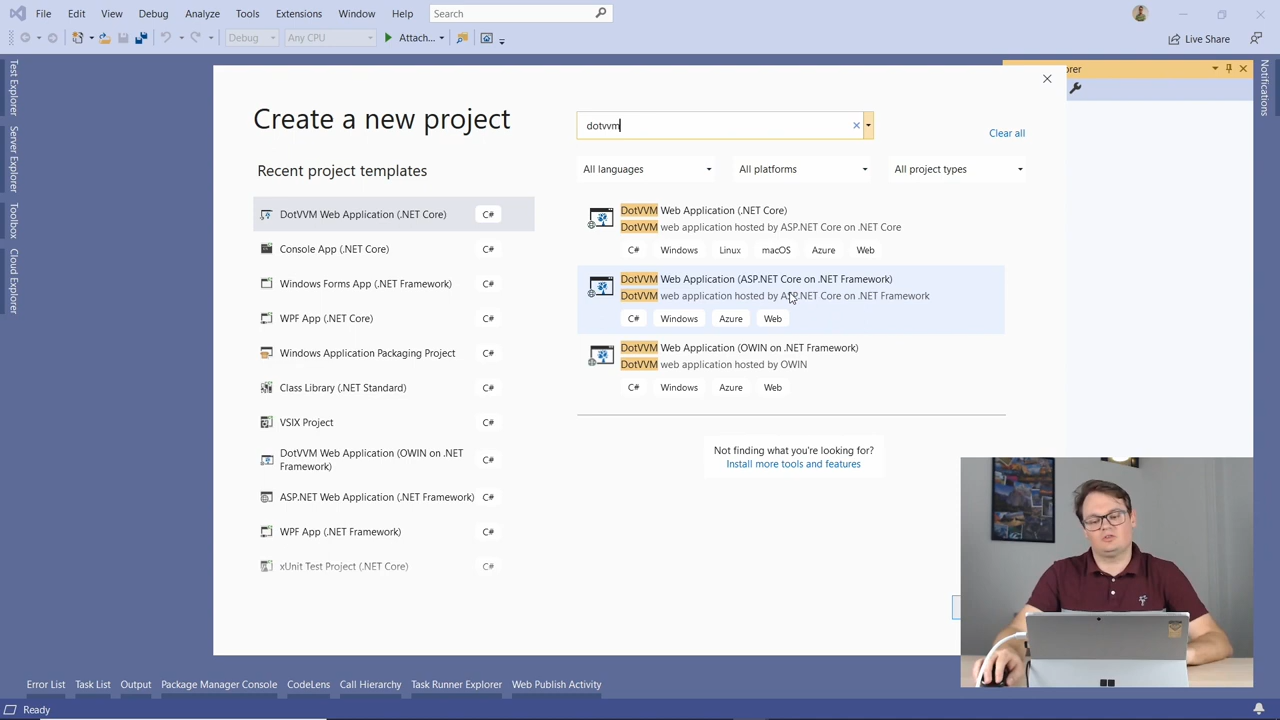 File Edit View Debug Analyze Tools Extensions Window Help Search
Debug Any CPU Attach... Live Share
Test Explorer
Server Explorer
Toolbox
Cloud Explorer
Notifications
Create a new project
dotvvm
Clear all
All languages All platforms All project types
Recent project templates
DotVVM Web Application (.NET Core) C#
Console App (.NET Core) C#
Windows Forms App (.NET Framework) C#
WPF App (.NET Core) C#
Windows Application Packaging Project C#
Class Library (.NET Standard) C#
VSIX Project C#
DotVVM Web Application (OWIN on .NET
Framework) C#
ASP.NET Web Application (.NET Framework) C#
WPF App (.NET Framework) C#
xUnit Test Project (.NET Core) C#
DotVVM Web Application (.NET Core)
DotVVM web application hosted by ASP.NET Core on .NET Core
C# Windows Linux macOS Azure Web
DotVVM Web Application (ASP.NET Core on .NET Framework)
DotVVM web application hosted by ASP.NET Core on .NET Framework
C# Windows Azure Web
DotVVM Web Application (OWIN on .NET Framework)
DotVVM web application hosted by OWIN
C# Windows Azure Web
Not finding what you're looking for?
Install more tools and features
Error List Task List Output Package Manager Console CodeLens Call Hierarchy Task Runner Explorer Web Publish Activity
Ready